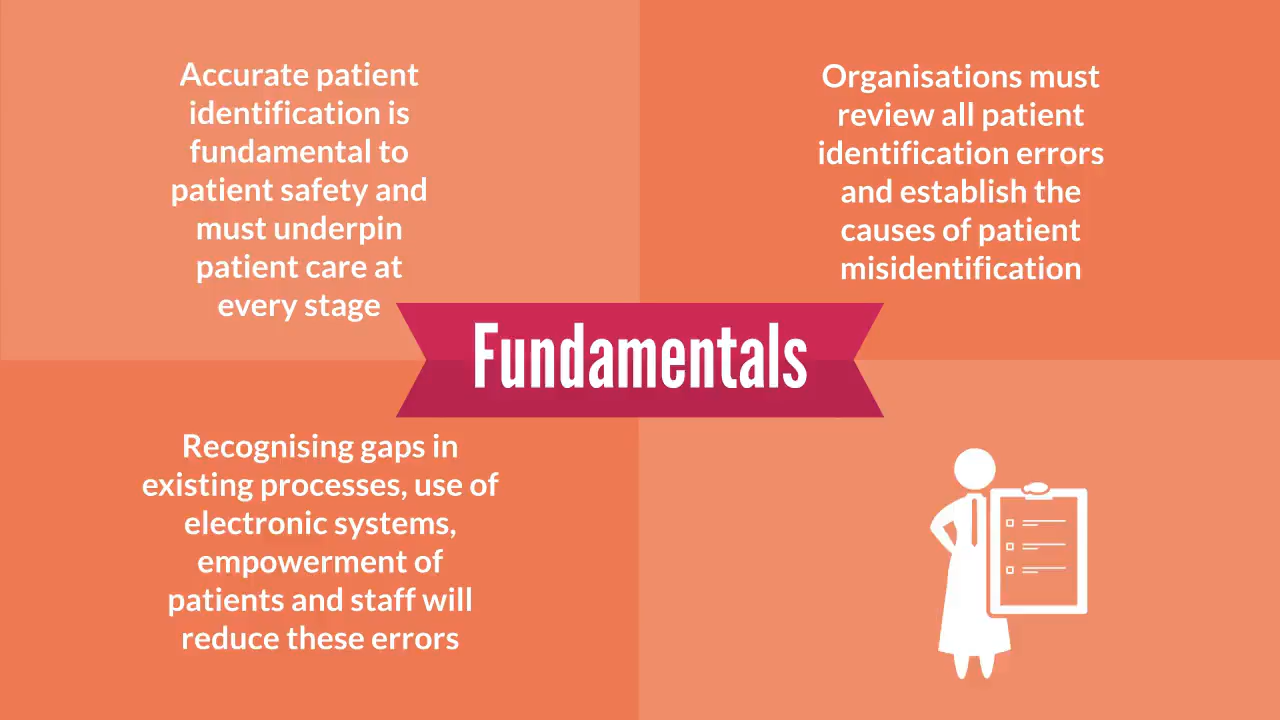 Accurate patient
identification is
fundamental to
patient safety and
must underpin
patient care at
every stage
Organisations must
review all patient
identification errors
and establish the
causes of patient
misidentification
Fundamentals
Recognising gaps in
existing processes, use of
electronic systems,
empowerment of
patients and staff will
reduce these errors